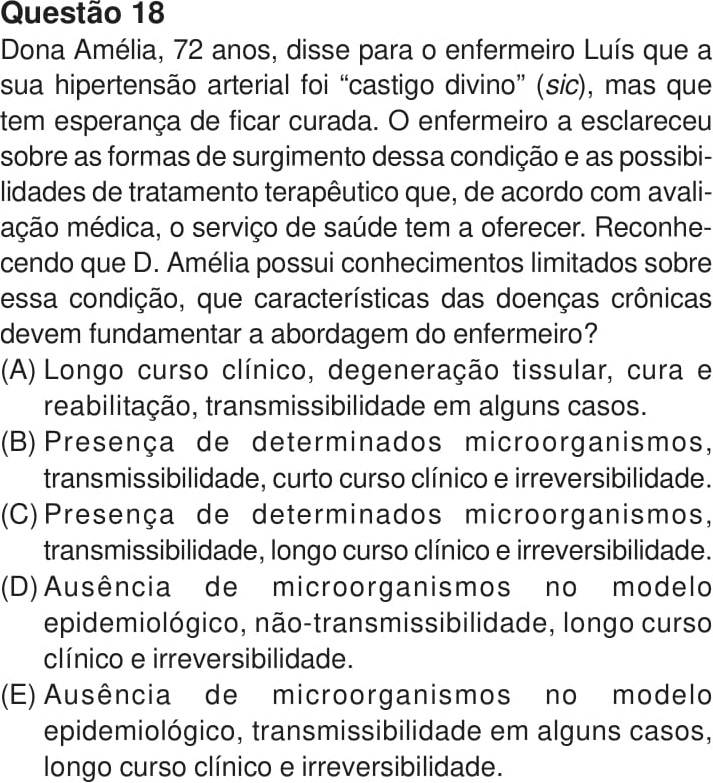 Questão 18
Dona Amélia, 72 anos, disse para o enfermeiro Luís que a
sua hipertensão arterial foi “castigo divino” (sic), mas que
tem esperança de ficar curada. O enfermeiro a esclareceu
sobre as formas de surgimento dessa condição e as possibi-
lidades de tratamento terapêutico que, de acordo com avali-
ação médica, o serviço de saúde tem a oferecer. Reconhe-
cendo que D. Amélia possui conhecimentos limitados sobre
essa condição, que características das doenças crônicas
devem fundamentar a abordagem do enfermeiro?
(A) Longo curso clínico, degeneração tissular, cura e
reabilitação, transmissibilidade em alguns casos.
(B) Presença de determinados microorganismos,
transmissibilidade, curto curso clínico e irreversibilidade.
(C) Presença de determinados microorganismos,
transmissibilidade, longo curso clínico e irreversibilidade.
(D) Ausência de microorganismos no modelo
epidemiológico, não-transmissibilidade, longo curso
clínico e irreversibilidade.
(E) Ausência de microorganismos no modelo
epidemiológico, transmissibilidade em alguns casos,
longo curso clínico e irreversibilidade.